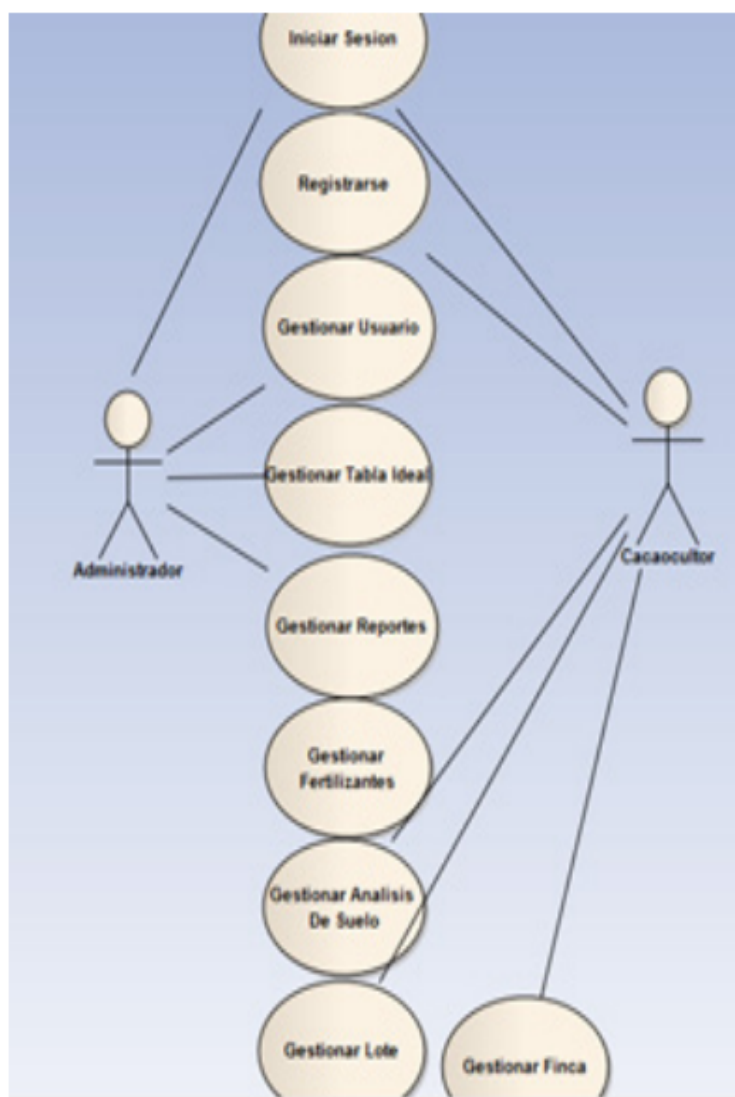 Iniciar Sesion
Registrarse
Gestionar Usuario
Gestionar Tabla Ideal
Administrador
Cacaocultor
Gestionar Reportes
Gestionar
Fertilizantes
Gestionar Analisis
De Suelo
Gestionar Lote
Gestionar Finca